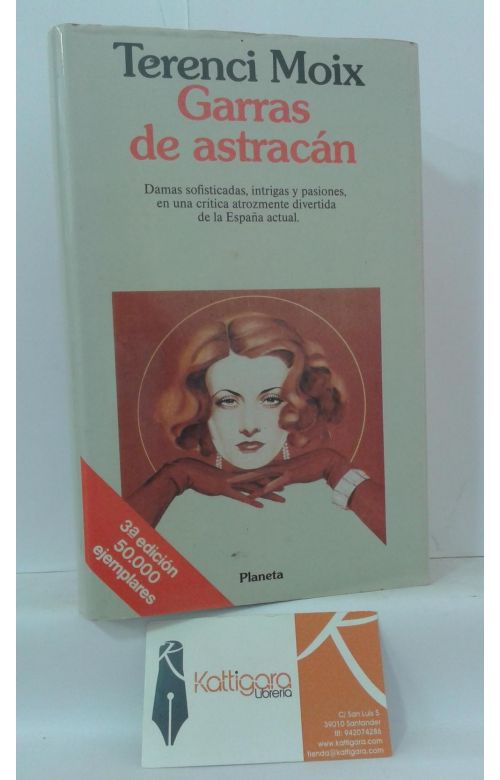 Terenci Moix
Garras
de astracán
Damas sofisticadas, intrigas y pasiones,
en una crítica atrozmente divertida
de la España actual.
3ª edición
50.000
ejemplares
Planeta
Kattigara
Librería
C/ San Luis 5
39010 Santander
tlf: 942074286
www.kattigara.com
tienda@kattigara.com